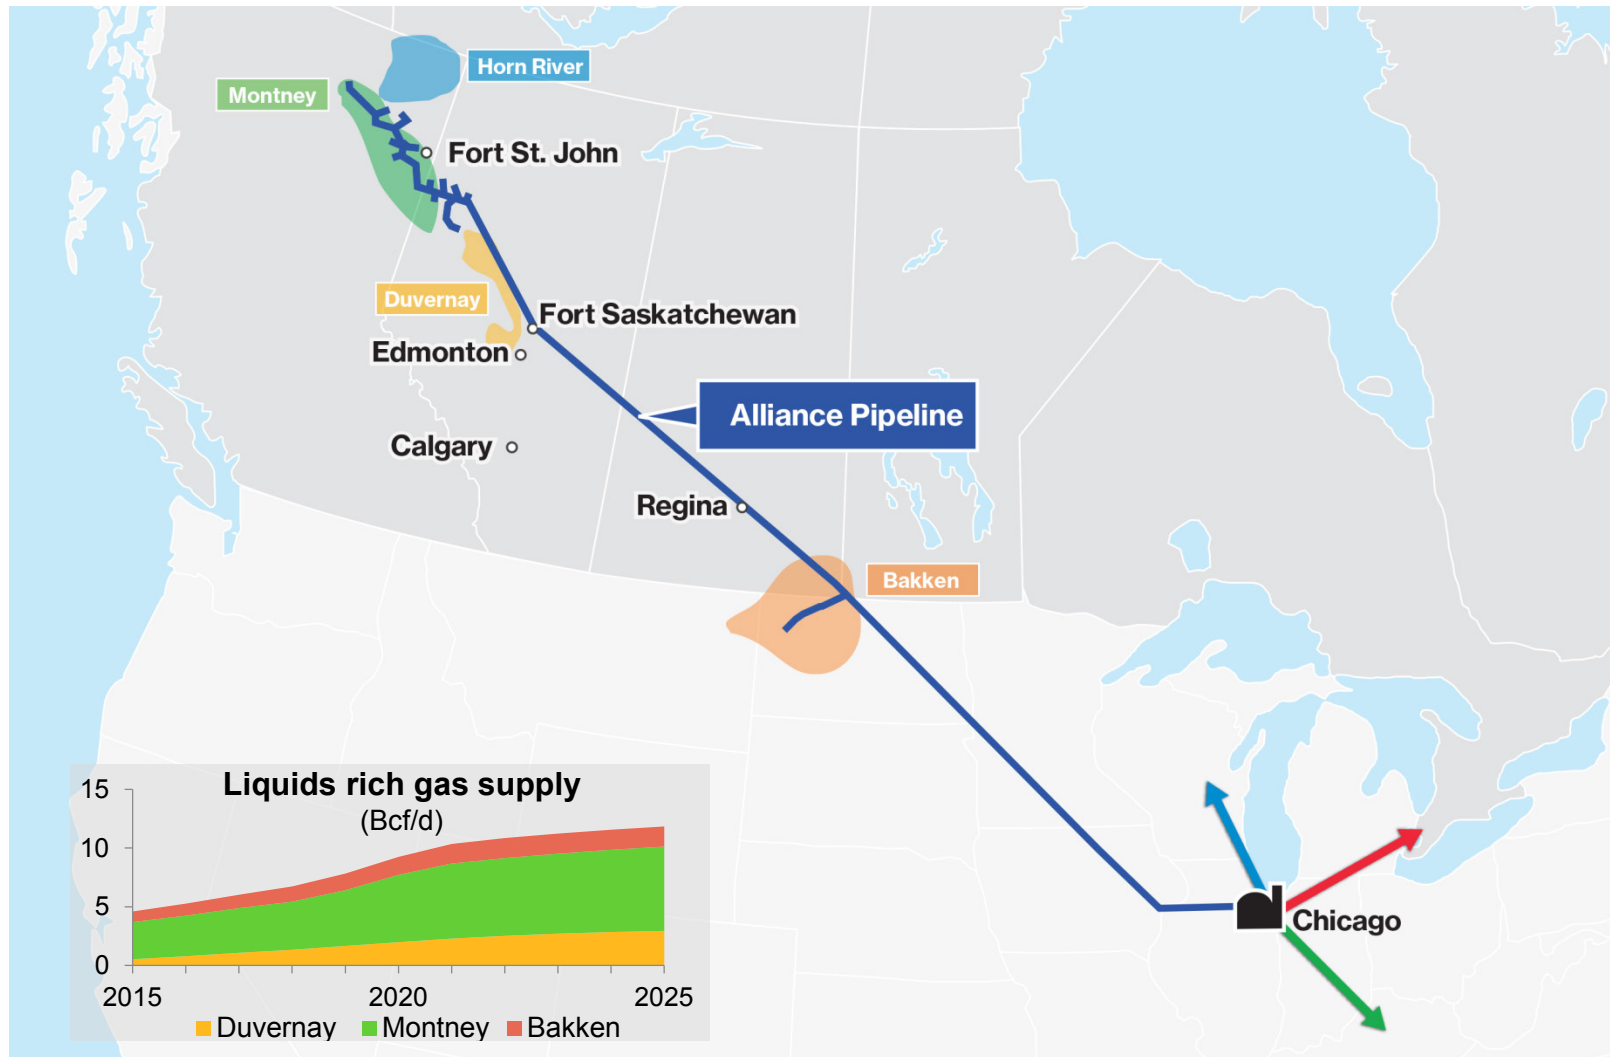 Horn River
Montney
Fort St. John
Duvernay
Fort Saskatchewan
Edmonton
Alliance Pipeline
Calgary
Regina
Bakken
Chicago
Liquids rich gas supply
(Bcf/d)
15
10
5
0
2015 2020 2025
Duvernay Montney Bakken